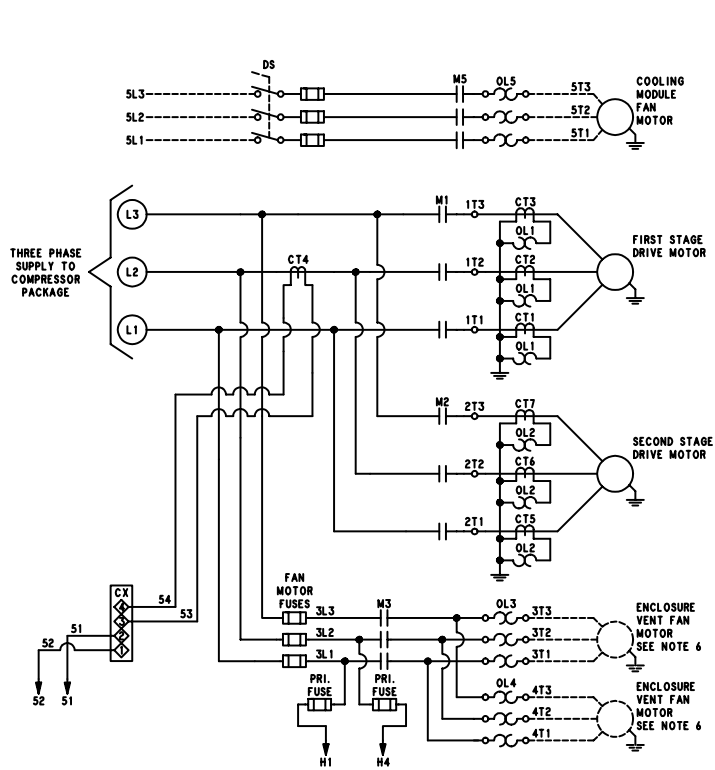 DS
M5
OL5
5T3
5L3
5T2
5L2
5T1
5L1
COOLING
MODULE
FAN
MOTOR
THREE PHASE
SUPPLY TO
COMPRESSOR
PACKAGE
L3
L2
L1
CT4
M1
1T3
1T2
1T1
CT3
OL1
CT2
OL1
CT1
OL1
FIRST STAGE
DRIVE MOTOR
M2
2T3
2T2
2T1
CT7
OL2
CT6
OL2
CT5
OL2
SECOND STAGE
DRIVE MOTOR
CX
4
3
2
1
54
53
51
52
52
51
FAN
MOTOR
FUSES
3L3
3L2
3L1
M3
OL3
3T3
3T2
3T1
ENCLOSURE
VENT FAN
MOTOR
SEE NOTE 6
PRI.
FUSE
PRI.
FUSE
H1
H4
OL4
4T3
4T2
4T1
ENCLOSURE
VENT FAN
MOTOR
SEE NOTE 6